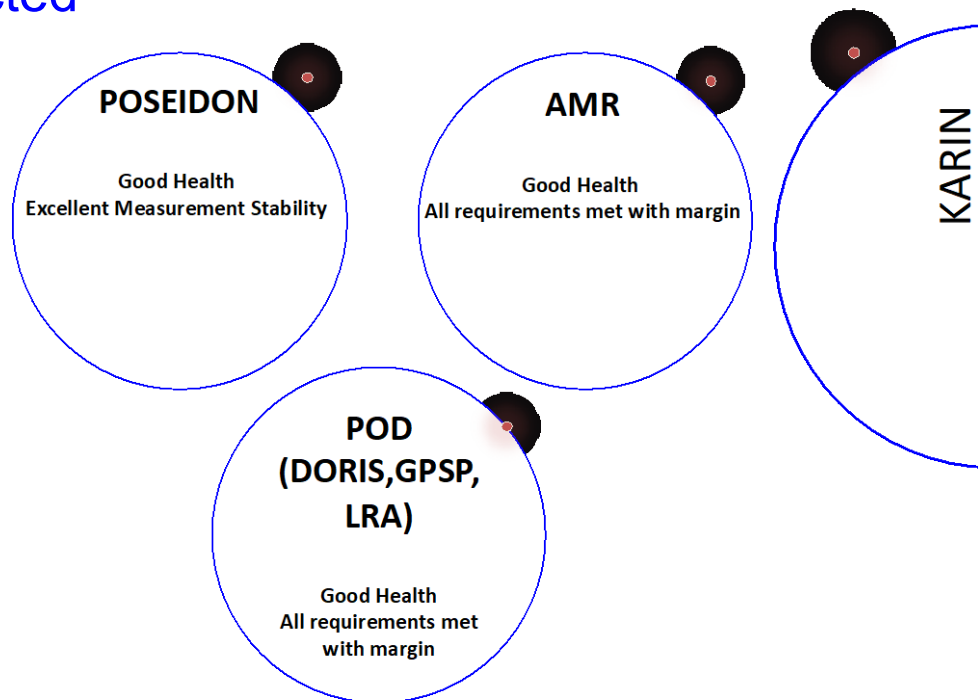 POSEIDON
Good Health
Excellent Measurement Stability
AMR
Good Health
All requirements met with margin
KARIN
POD
(DORIS,GPSP,
LRA)
Good Health
All requirements met
with margin